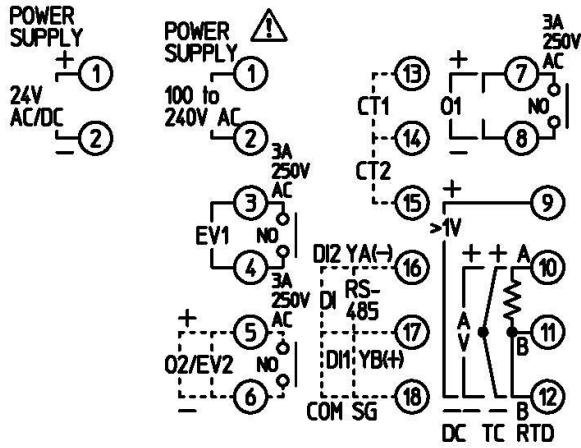 POWER
SUPPLY
+
1
24V
AC/DC
2
−
POWER
SUPPLY
1
100 to
240V AC
2
3A
250V
AC
3
EV1
NO
4
3A
250V
AC
+
5
O2/EV2
NO
−
6
13
CT1
14
CT2
15
DI2 YA(−)
16
DI
RS-
485
17
DI1 YB(+)
18
COM SG
3A
250V
AC
+
7
O1
NO
−
8
+
9
>1V
+ +
A
10
A
V
11
B
B
12
− − −
DC TC RTD